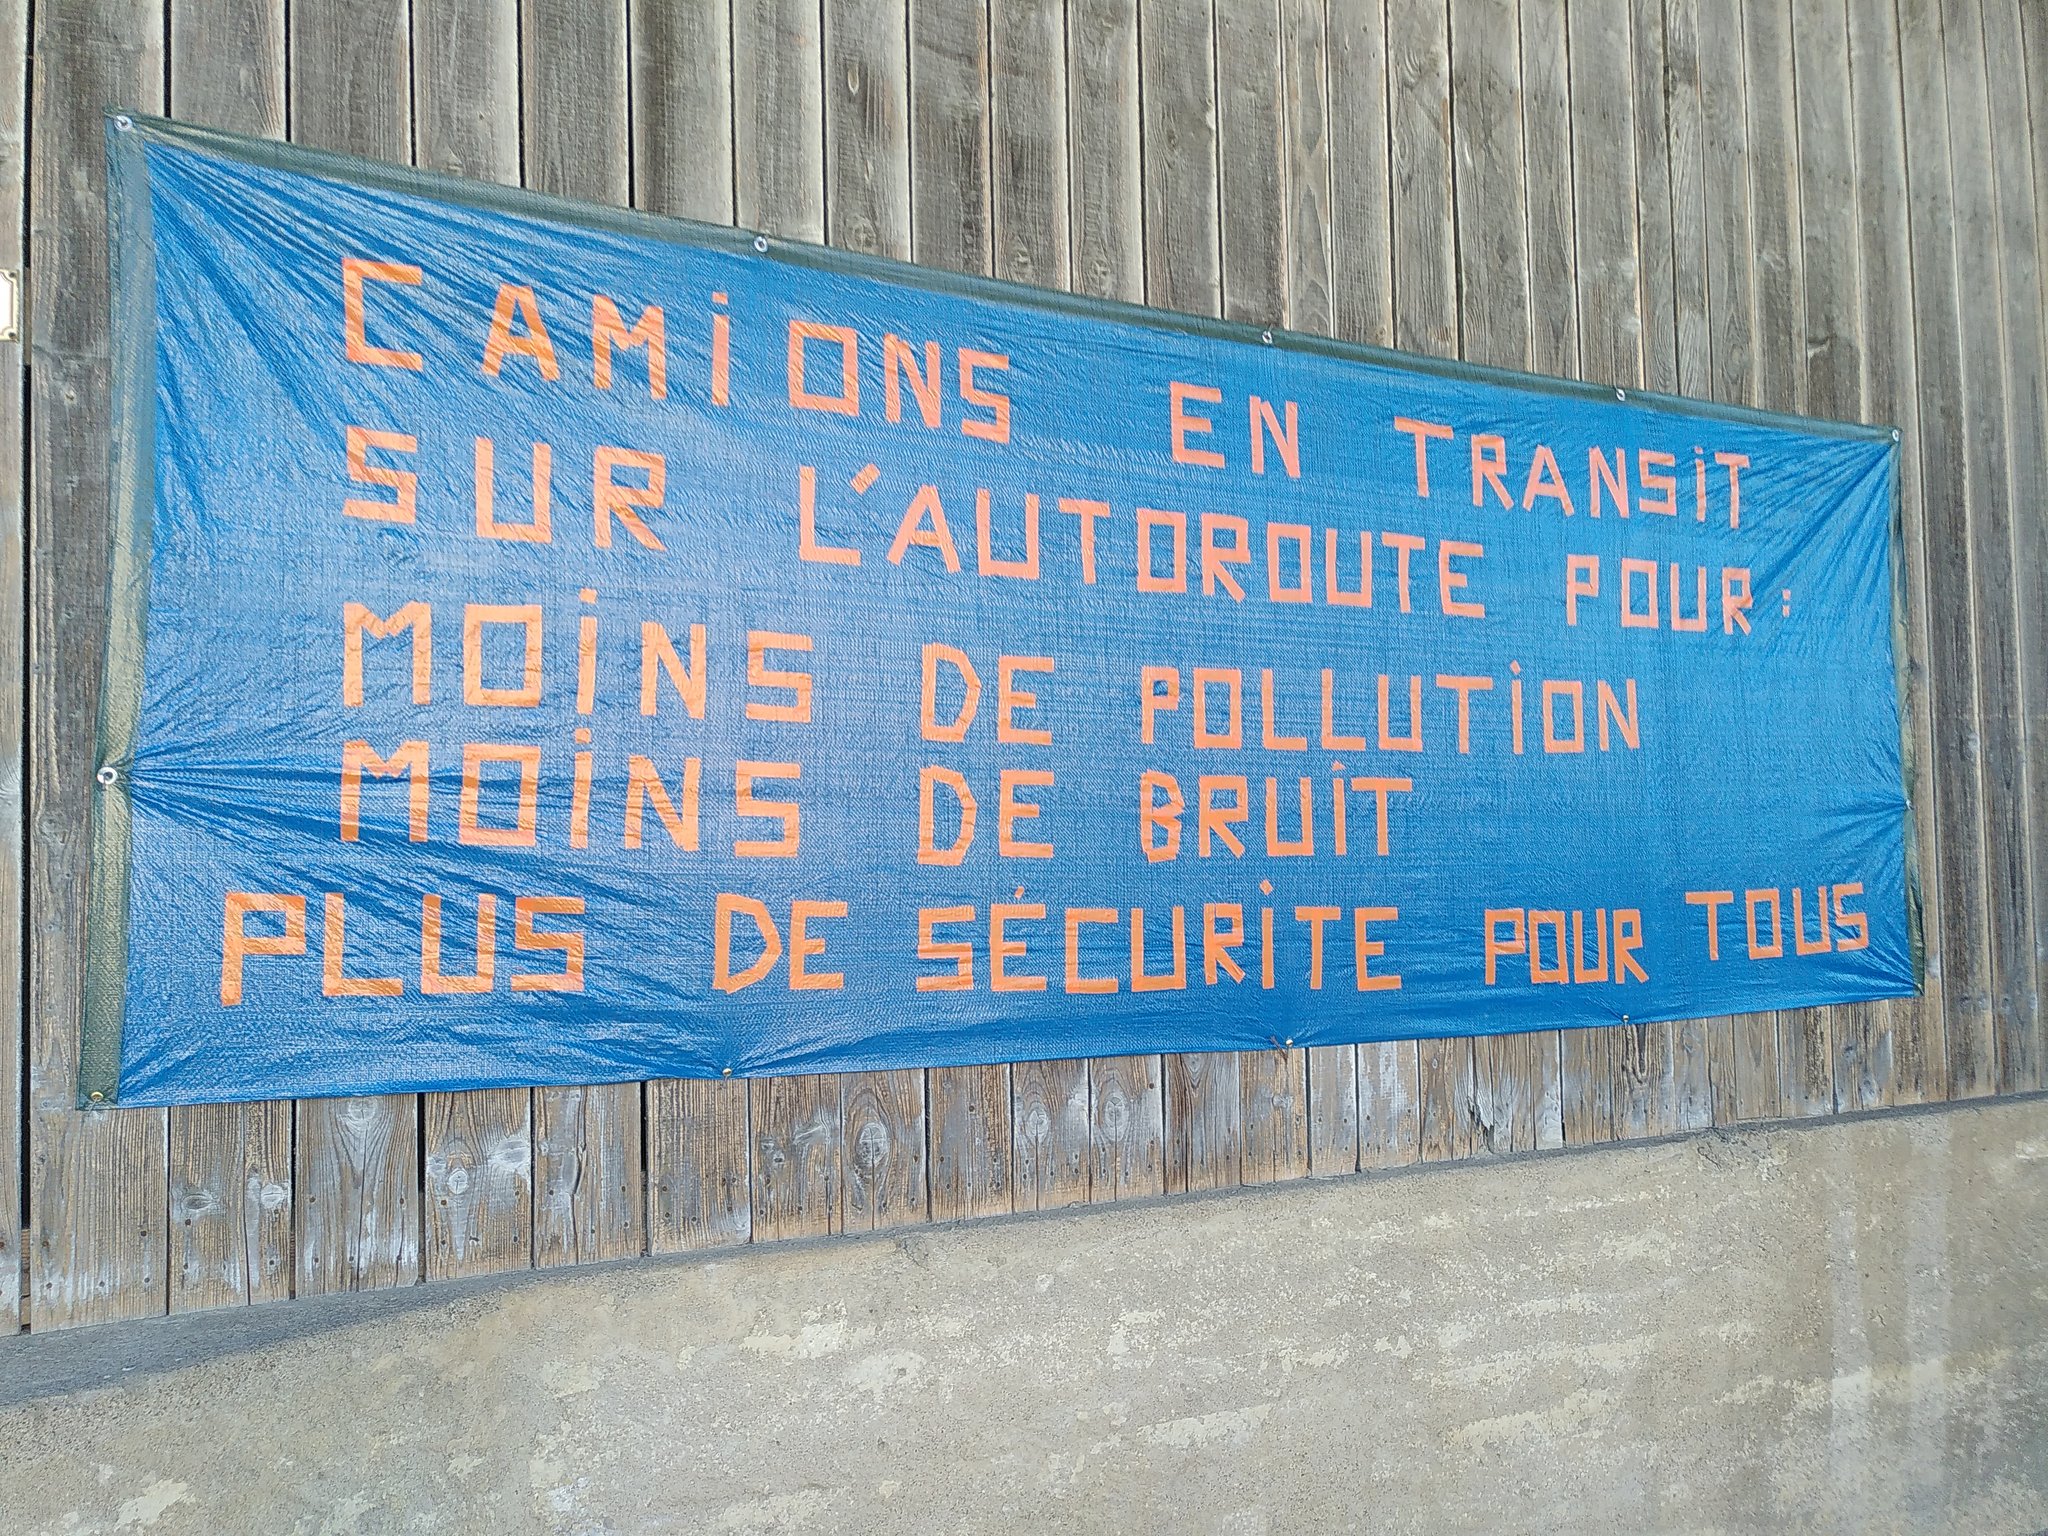 CAMiONS EN TRANSiT
SUR L'AUTOROUTE POUR :
MOiNS DE POLLUTiON
MOiNS DE BRUiT
PLUS DE SÉCURiTE POUR TOUS